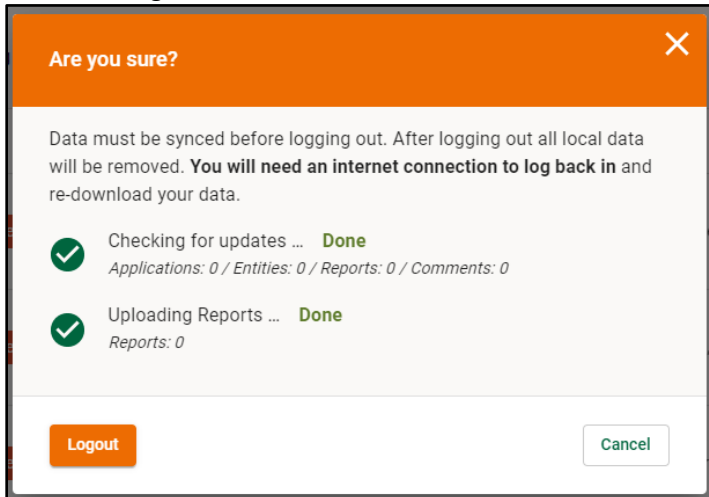 Are you sure?
Data must be synced before logging out. After logging out all local data
will be removed. You will need an internet connection to log back in and
re-download your data.
Checking for updates ... Done
Applications: 0 / Entities: 0 / Reports: 0 / Comments: 0
Uploading Reports ... Done
Reports: 0
Logout
Cancel